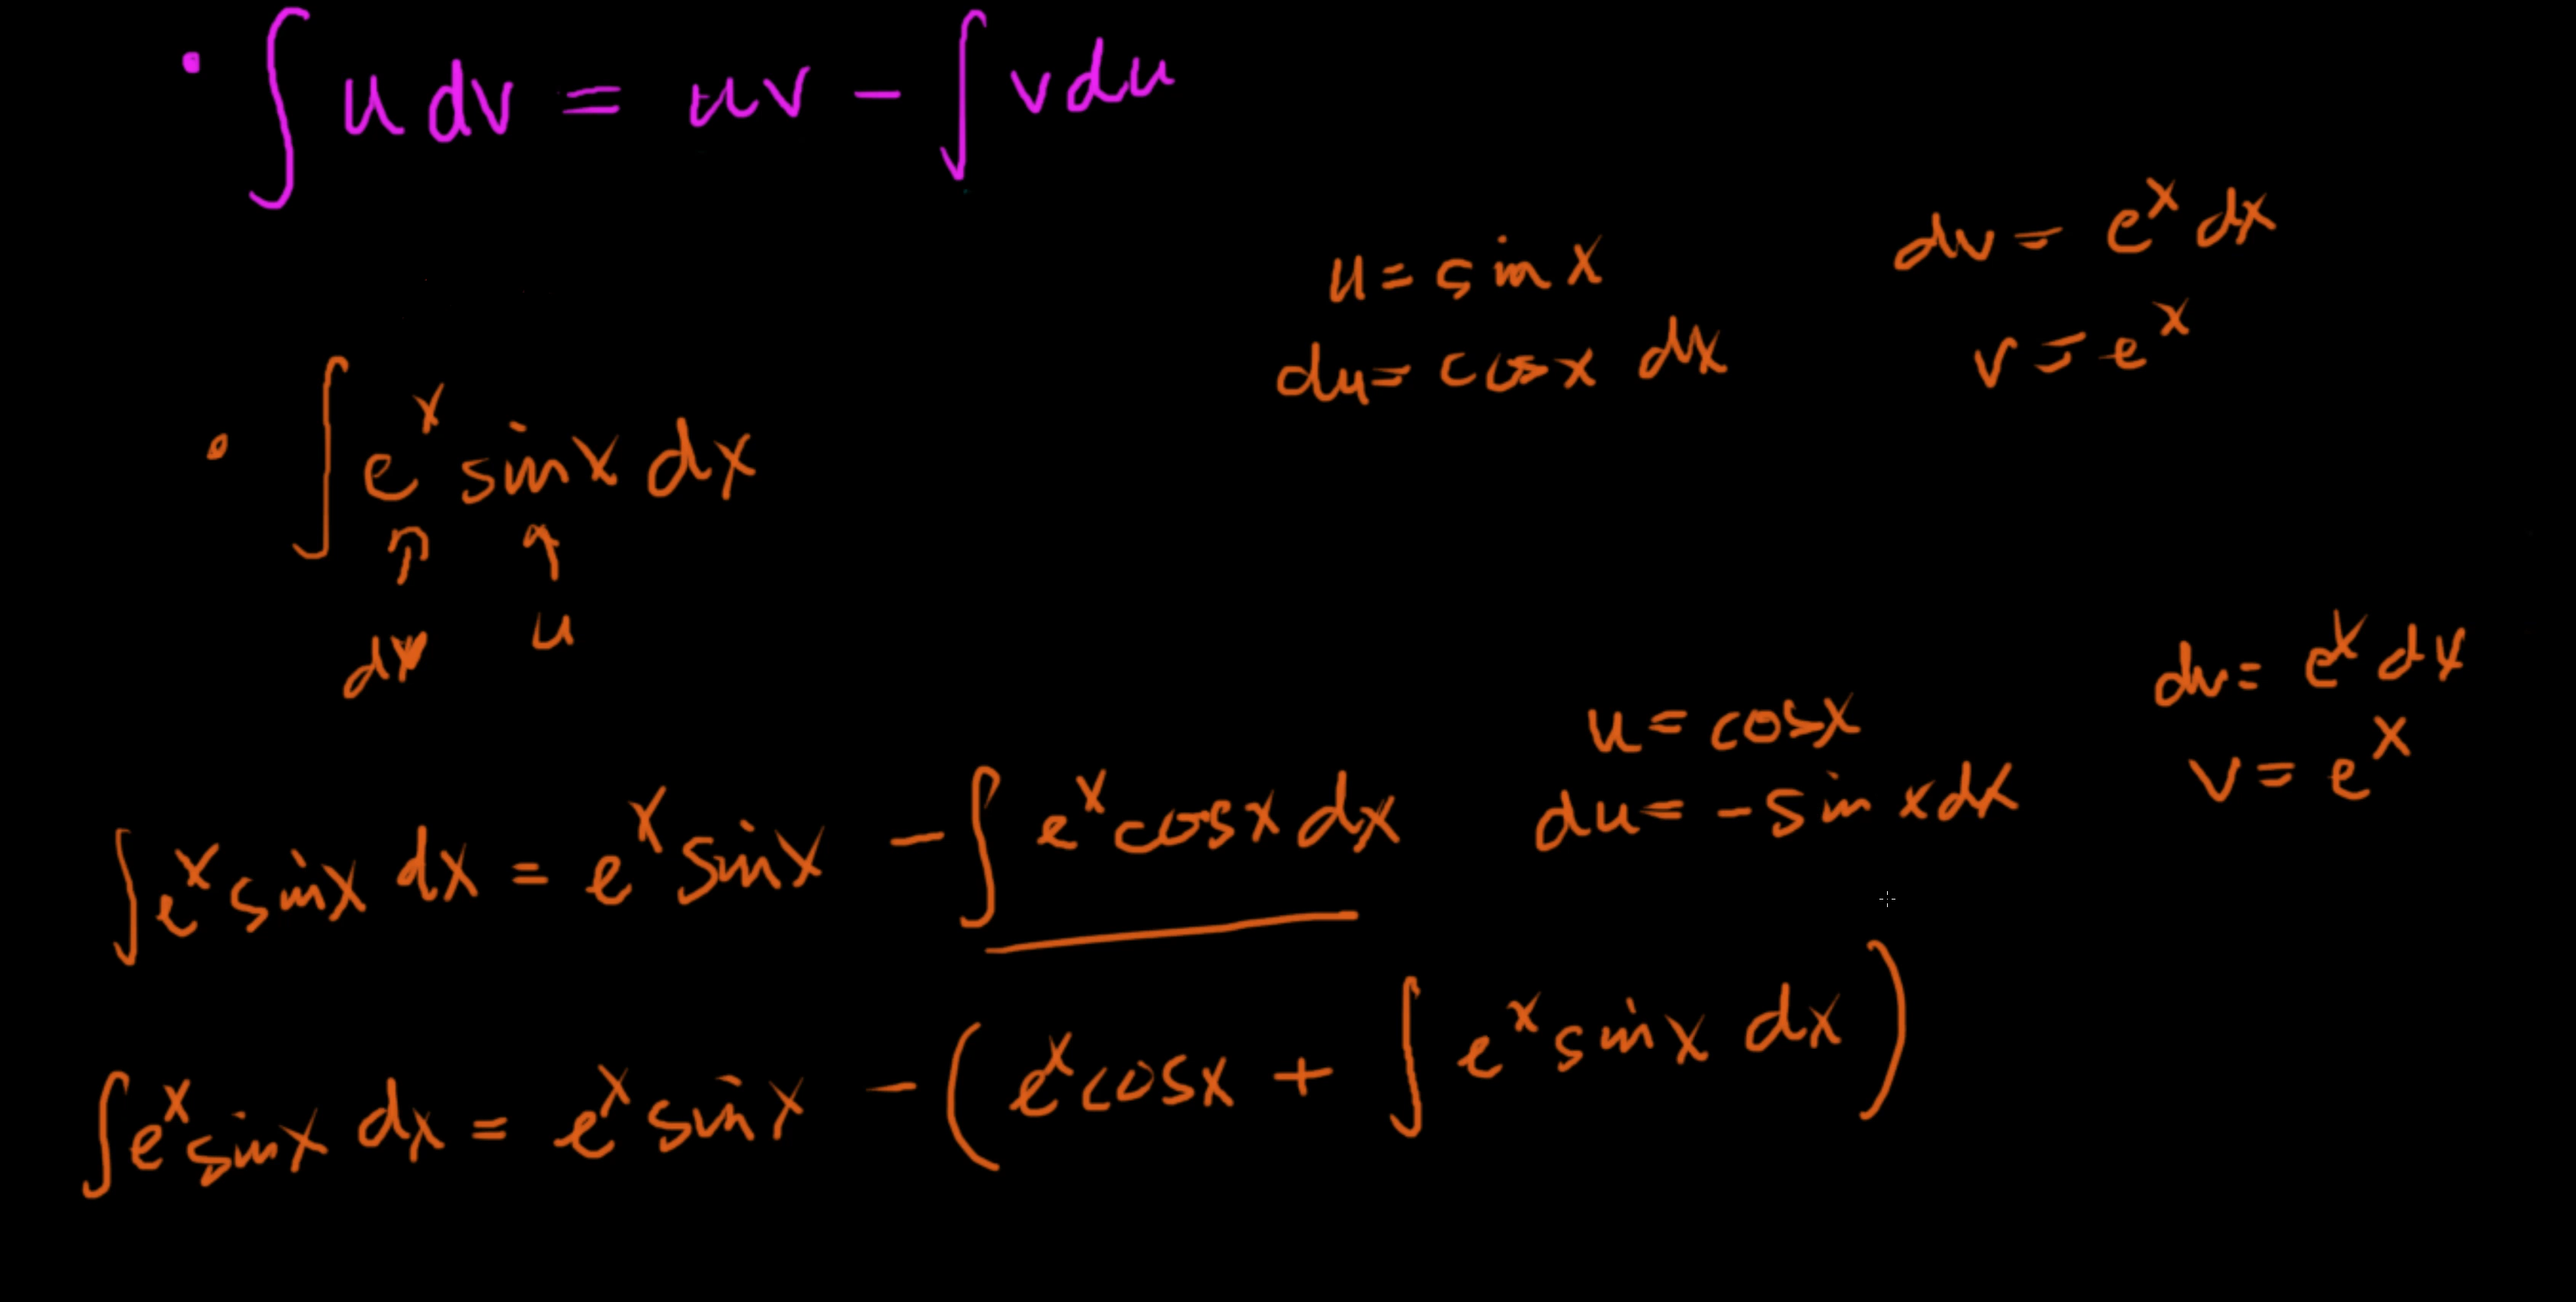 • ∫ u dv = uv − ∫ v du
u = sin x    dv = e^x dx
du = cos x dx    v = e^x
• ∫ e^x sin x dx
dv    u
u = cos x    dv = e^x dx
du = −sin x dx    v = e^x
∫ e^x sin x dx = e^x sin x − ∫ e^x cos x dx
∫ e^x sin x dx = e^x sin x − (e^x cos x + ∫ e^x sin x dx)